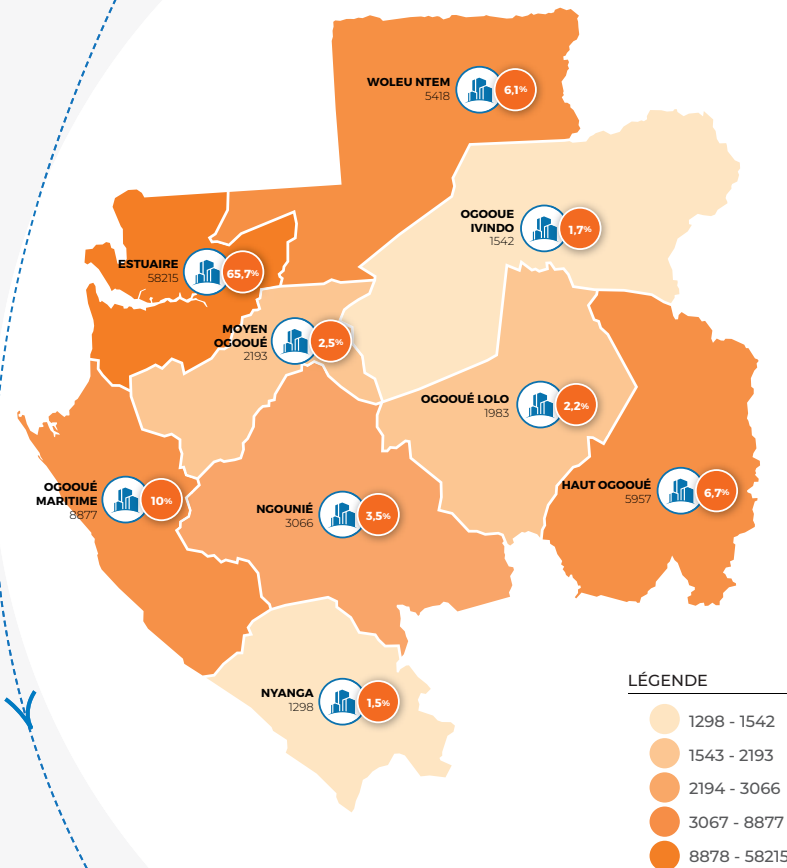 WOLEU NTEM
5418
6,1%
OGOOUE
IVINDO
1542
1,7%
ESTUAIRE
58215
65,7%
MOYEN
OGOOUÉ
2193
2,5%
OGOOUÉ LOLO
1983
2,2%
OGOOUÉ
MARITIME
8877
10%
NGOUNIÉ
3066
3,5%
HAUT OGOOUÉ
5957
6,7%
NYANGA
1298
1,5%
LÉGENDE
1298 - 1542
1543 - 2193
2194 - 3066
3067 - 8877
8878 - 58215